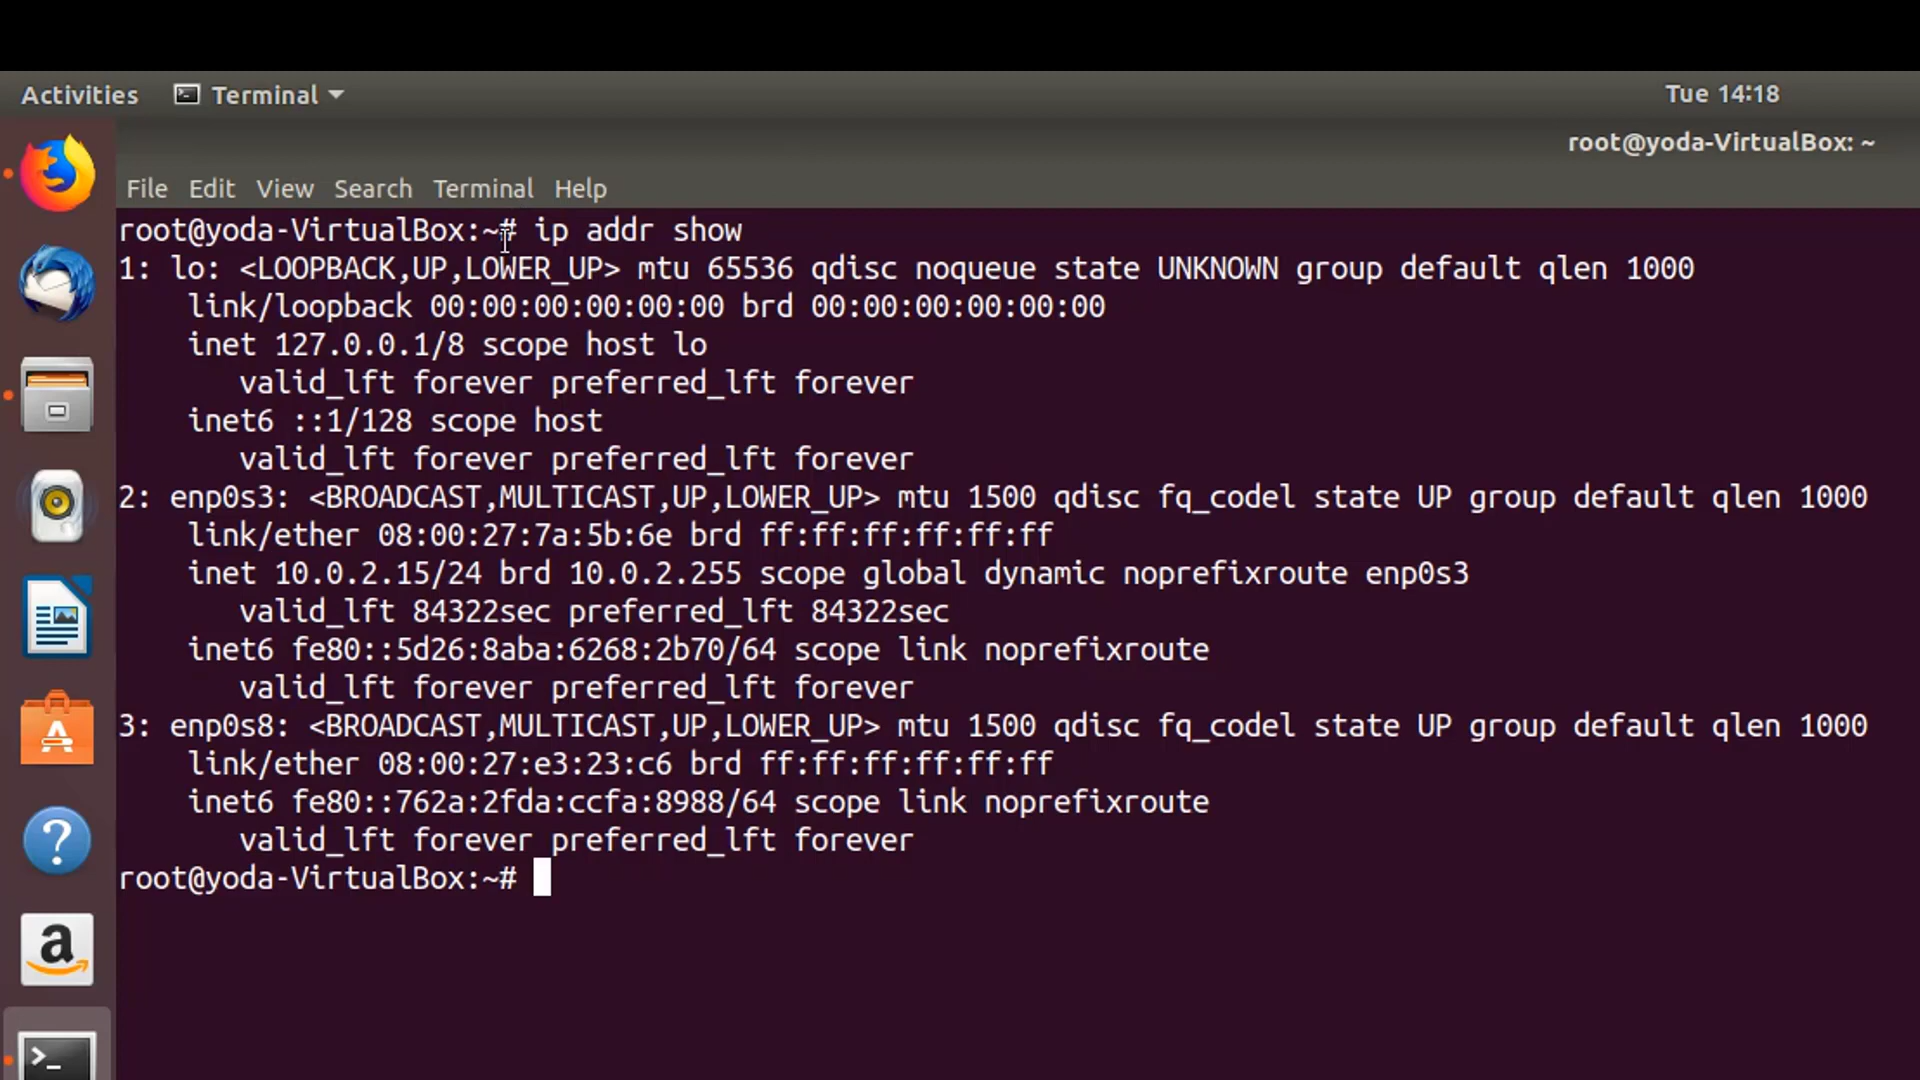 Activities Terminal Tue 14:18
root@yoda-VirtualBox: ~
File Edit View Search Terminal Help
root@yoda-VirtualBox:~# ip addr show
1: lo: <LOOPBACK,UP,LOWER_UP> mtu 65536 qdisc noqueue state UNKNOWN group default qlen 1000
    link/loopback 00:00:00:00:00:00 brd 00:00:00:00:00:00
    inet 127.0.0.1/8 scope host lo
       valid_lft forever preferred_lft forever
    inet6 ::1/128 scope host
       valid_lft forever preferred_lft forever
2: enp0s3: <BROADCAST,MULTICAST,UP,LOWER_UP> mtu 1500 qdisc fq_codel state UP group default qlen 1000
    link/ether 08:00:27:7a:5b:6e brd ff:ff:ff:ff:ff:ff
    inet 10.0.2.15/24 brd 10.0.2.255 scope global dynamic noprefixroute enp0s3
       valid_lft 84322sec preferred_lft 84322sec
    inet6 fe80::5d26:8aba:6268:2b70/64 scope link noprefixroute
       valid_lft forever preferred_lft forever
3: enp0s8: <BROADCAST,MULTICAST,UP,LOWER_UP> mtu 1500 qdisc fq_codel state UP group default qlen 1000
    link/ether 08:00:27:e3:23:c6 brd ff:ff:ff:ff:ff:ff
    inet6 fe80::762a:2fda:ccfa:8988/64 scope link noprefixroute
       valid_lft forever preferred_lft forever
root@yoda-VirtualBox:~#